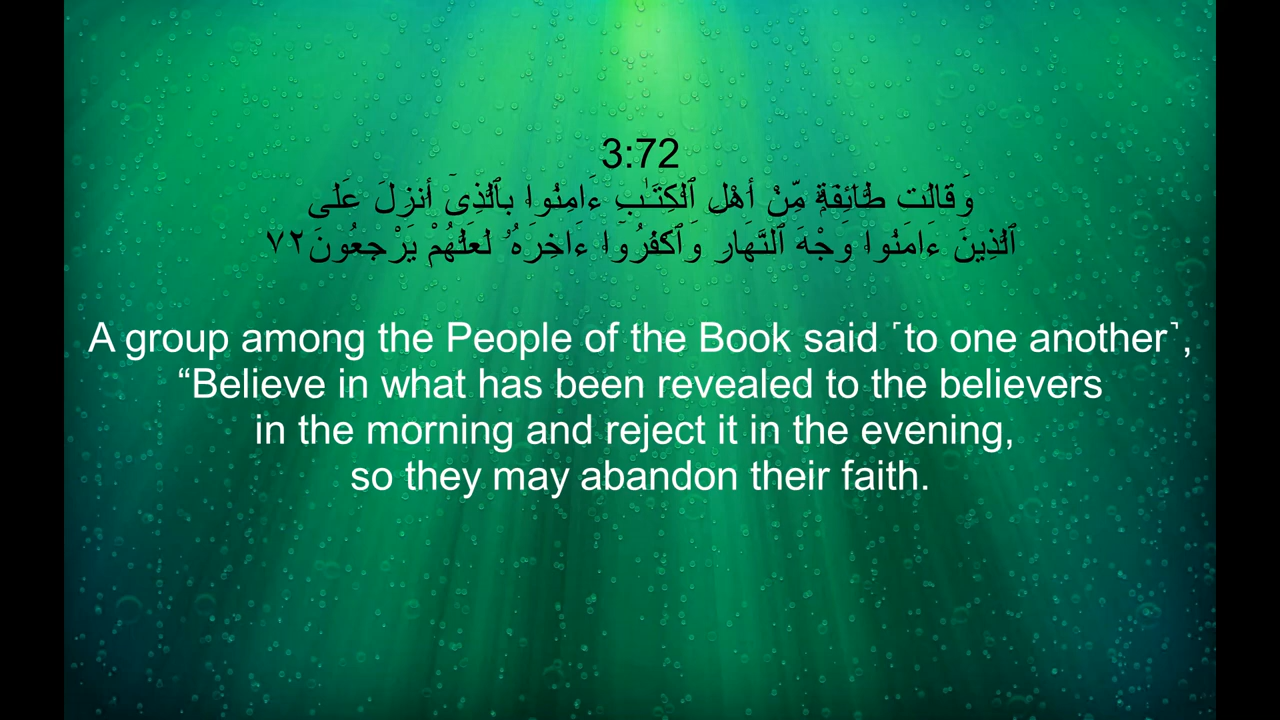 3:72
وَقَالَت طَّائِفَةٌ مِّنْ أَهْلِ ٱلْكِتَـٰبِ ءَامِنُوا۟ بِٱلَّذِىٓ أُنزِلَ عَلَى
ٱلَّذِينَ ءَامَنُوا۟ وَجْهَ ٱلنَّهَارِ وَٱكْفُرُوٓا۟ ءَاخِرَهُۥ لَعَلَّهُمْ يَرْجِعُونَ٧٢
A group among the People of the Book said ˹to one another˺,
“Believe in what has been revealed to the believers
in the morning and reject it in the evening,
so they may abandon their faith.